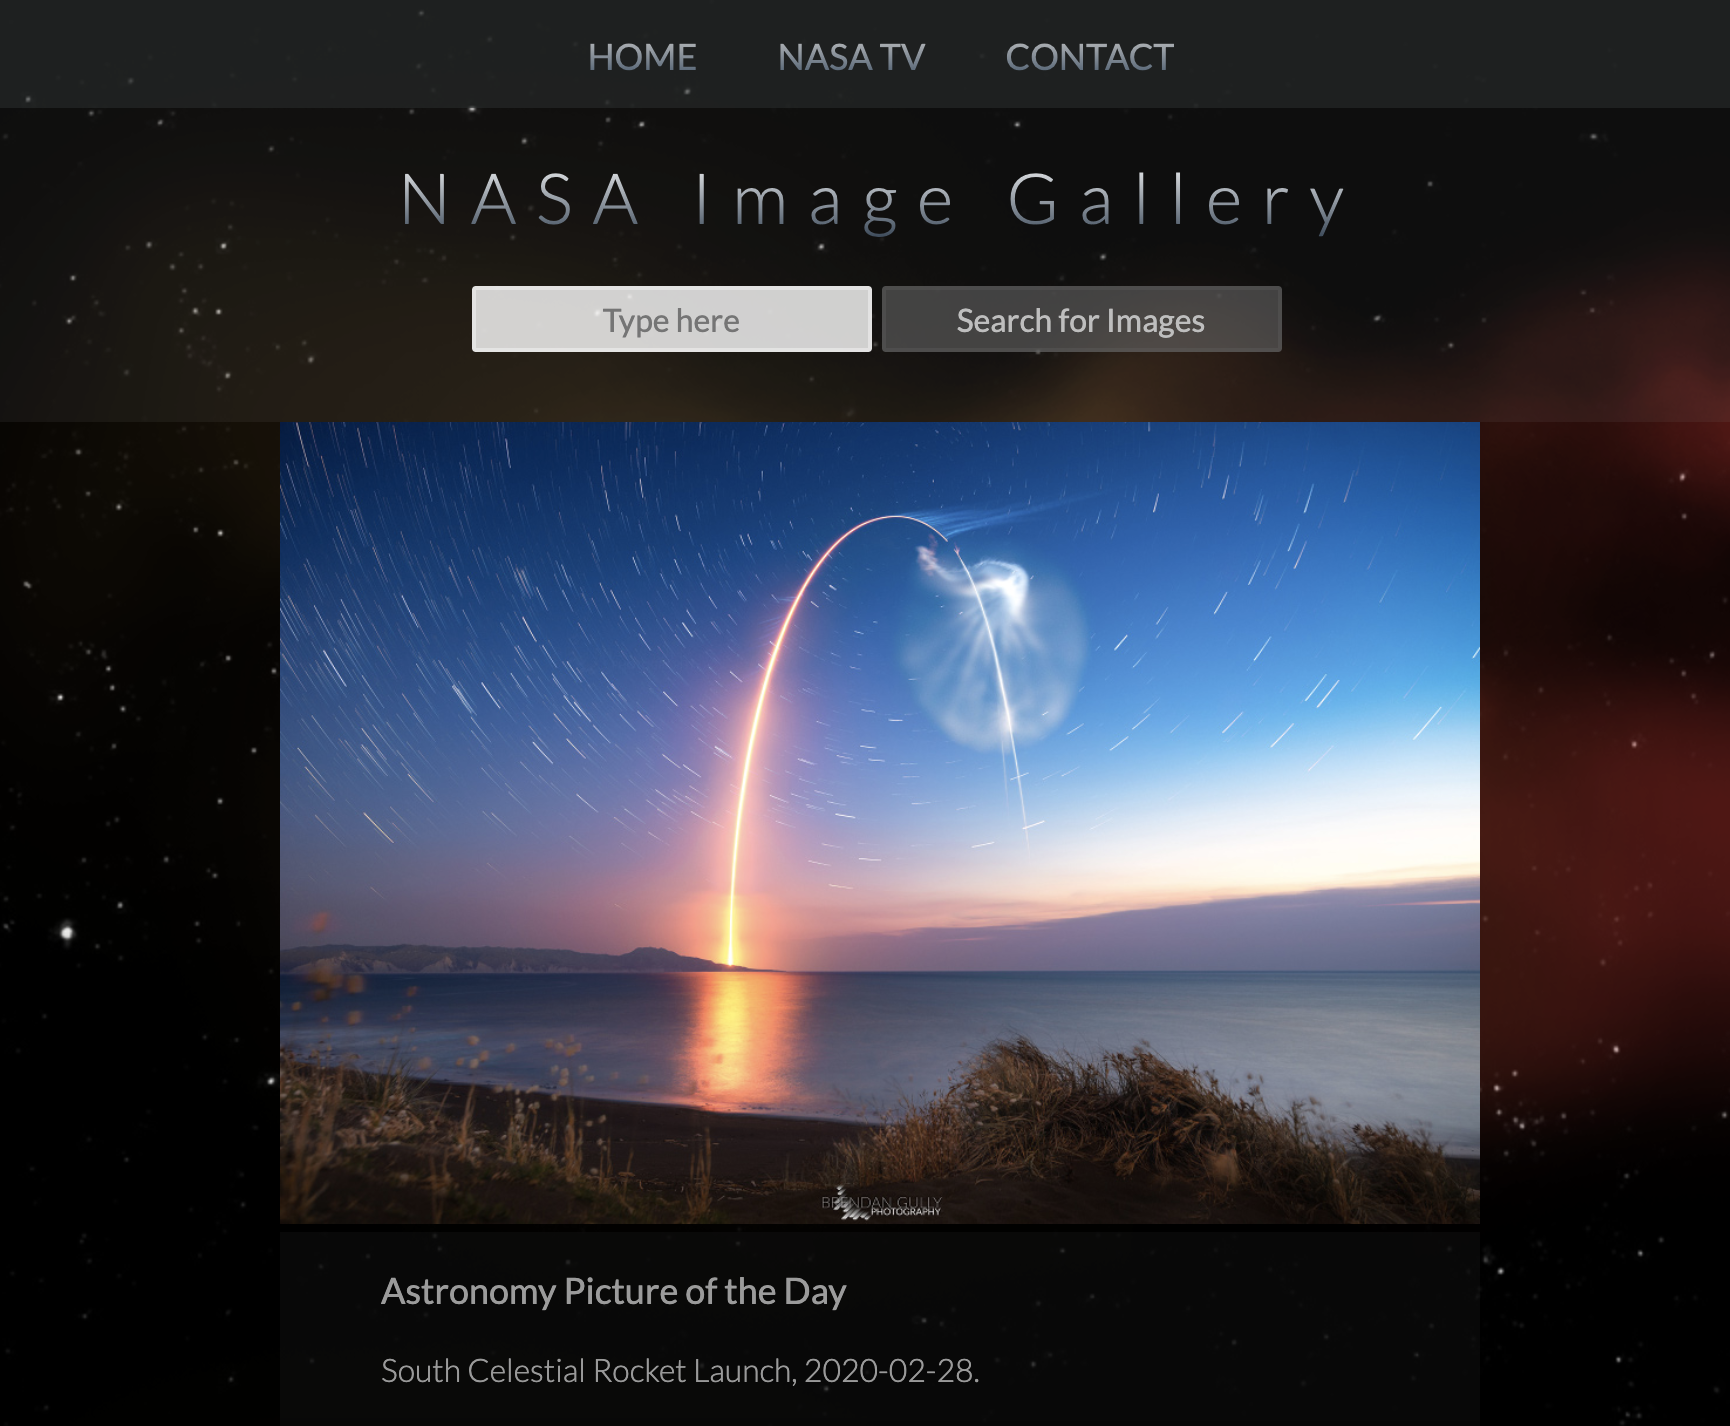 HOME NASA TV CONTACT
NASA Image Gallery
Type here Search for Images
BRENDAN GULLY
PHOTOGRAPHY
Astronomy Picture of the Day
South Celestial Rocket Launch, 2020-02-28.